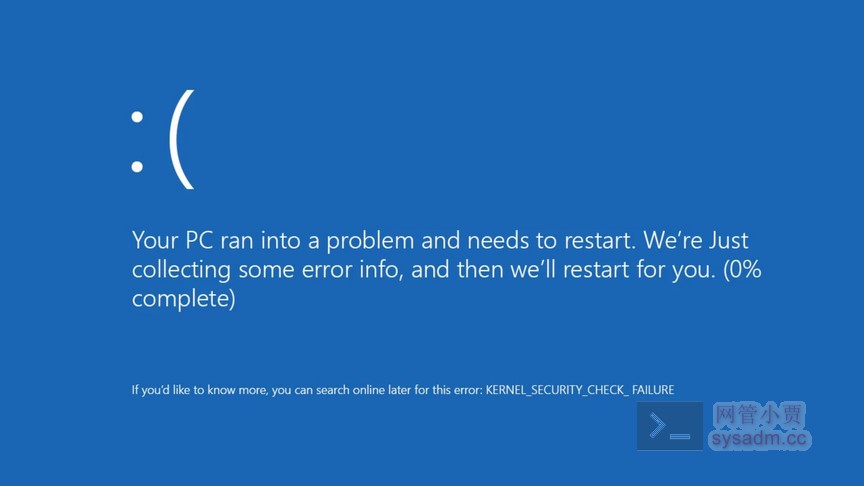 :(
Your PC ran into a problem and needs to restart. We’re Just
collecting some error info, and then we’ll restart for you. (0%
complete)
If you’d like to know more, you can search online later for this error: KERNEL_SECURITY_CHECK_ FAILURE
>_
网管小贾
sysadm.cc